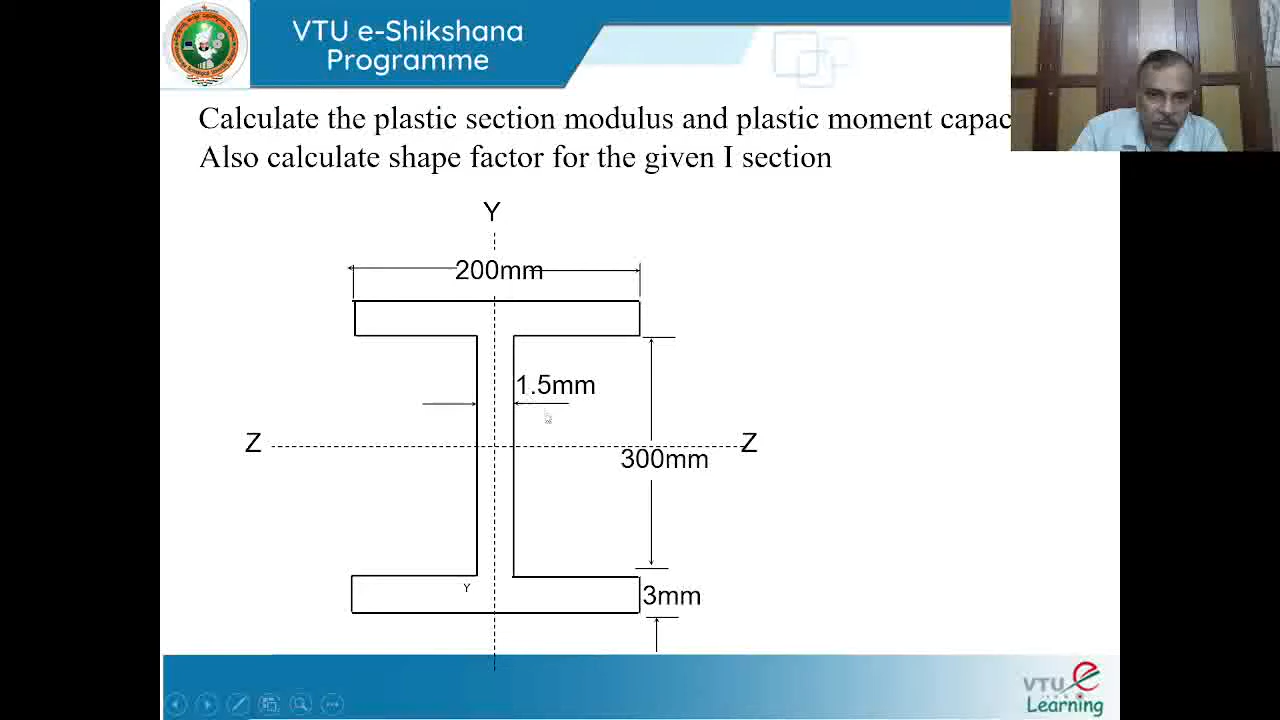 VTU e-Shikshana
Programme
Calculate the plastic section modulus and plastic moment capac
Also calculate shape factor for the given I section
Y
200mm
1.5mm
Z
Z
300mm
Y
3mm
VTU
Learning